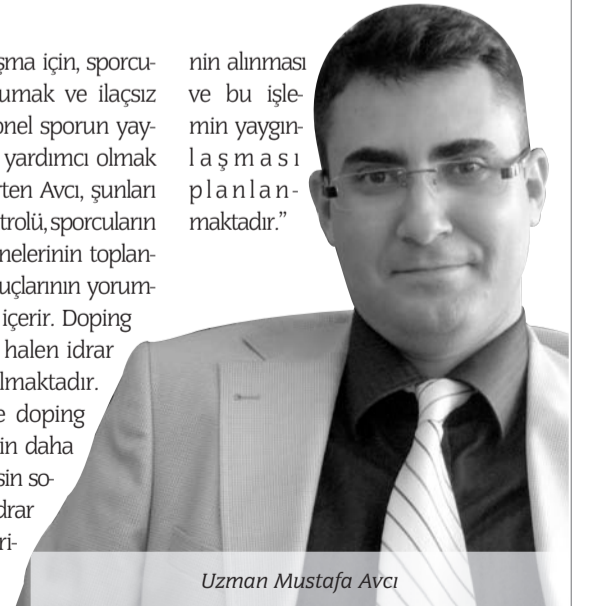 şma için, sporcu-
umak ve ilaçsız
onel sporun yay-
yardımcı olmak
rten Avcı, şunları
trolü, sporcuların
nelerinin toplan-
uçlarının yorum-
içerir. Doping
halen idrar
lmaktadır.
e doping
in daha
sin so-
drar
ri-
nin alınması
ve bu işle-
min yaygın-
laşması
planlan-
maktadır.”
Uzman Mustafa Avcı